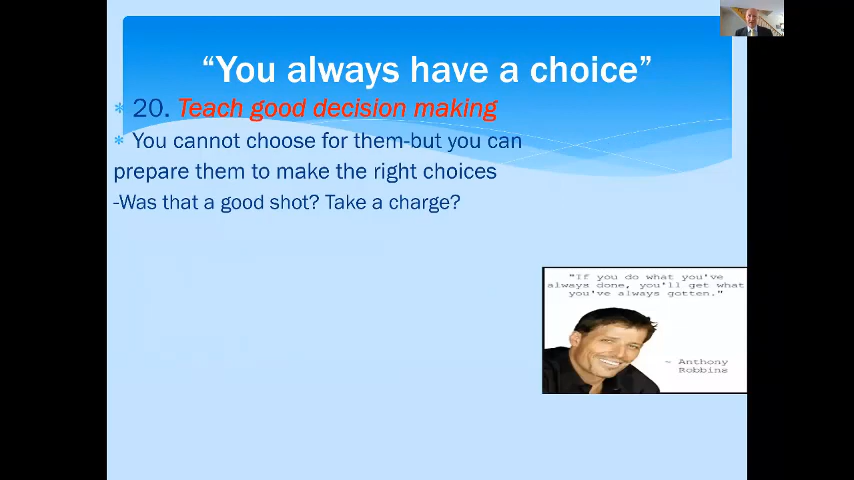 “You always have a choice”
20. Teach good decision making
You cannot choose for them-but you can
prepare them to make the right choices
-Was that a good shot? Take a charge?
"If you do what you've
always done, you'll get what
you've always gotten."
~ Anthony
Robbins